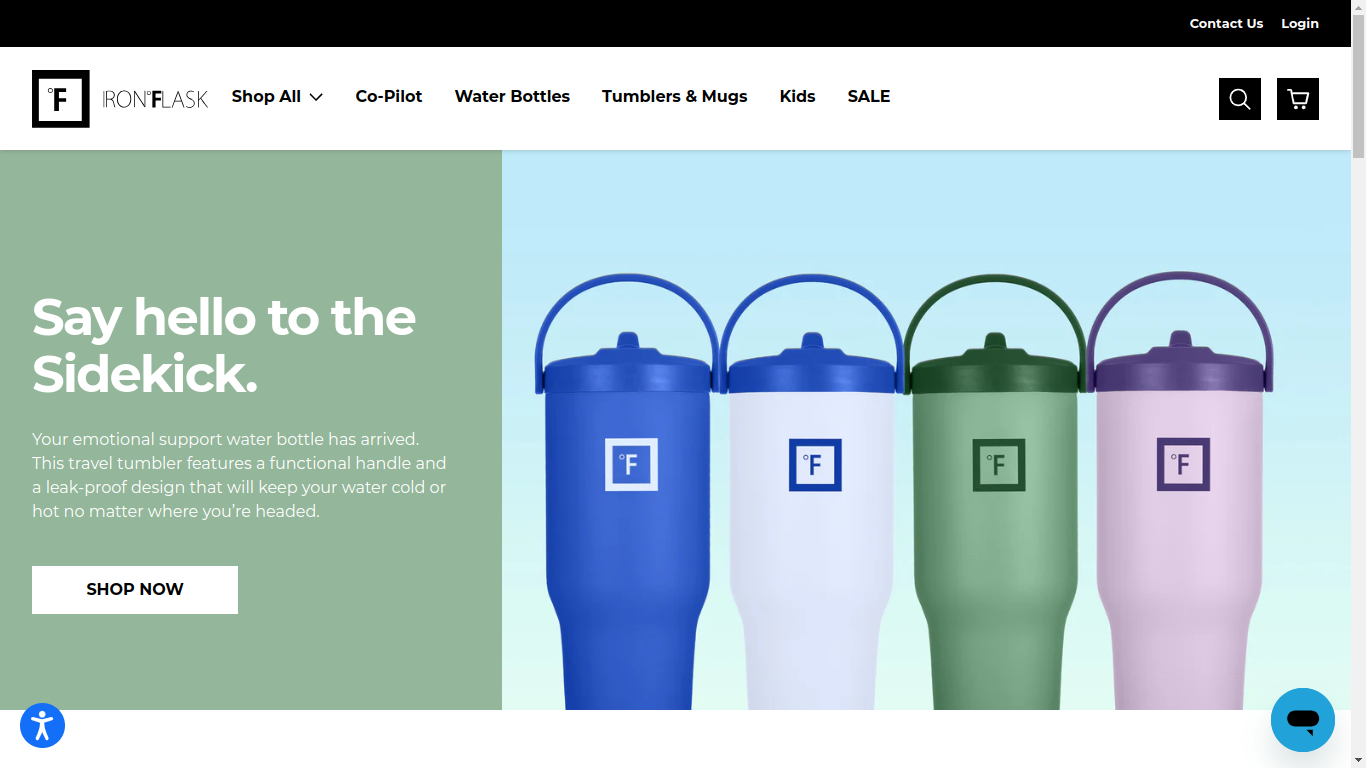 Contact Us Login
°F IRON°FLASK Shop All Co-Pilot Water Bottles Tumblers & Mugs Kids SALE
Say hello to the
Sidekick.
Your emotional support water bottle has arrived.
This travel tumbler features a functional handle and
a leak-proof design that will keep your water cold or
hot no matter where you’re headed.
SHOP NOW
°F °F °F °F